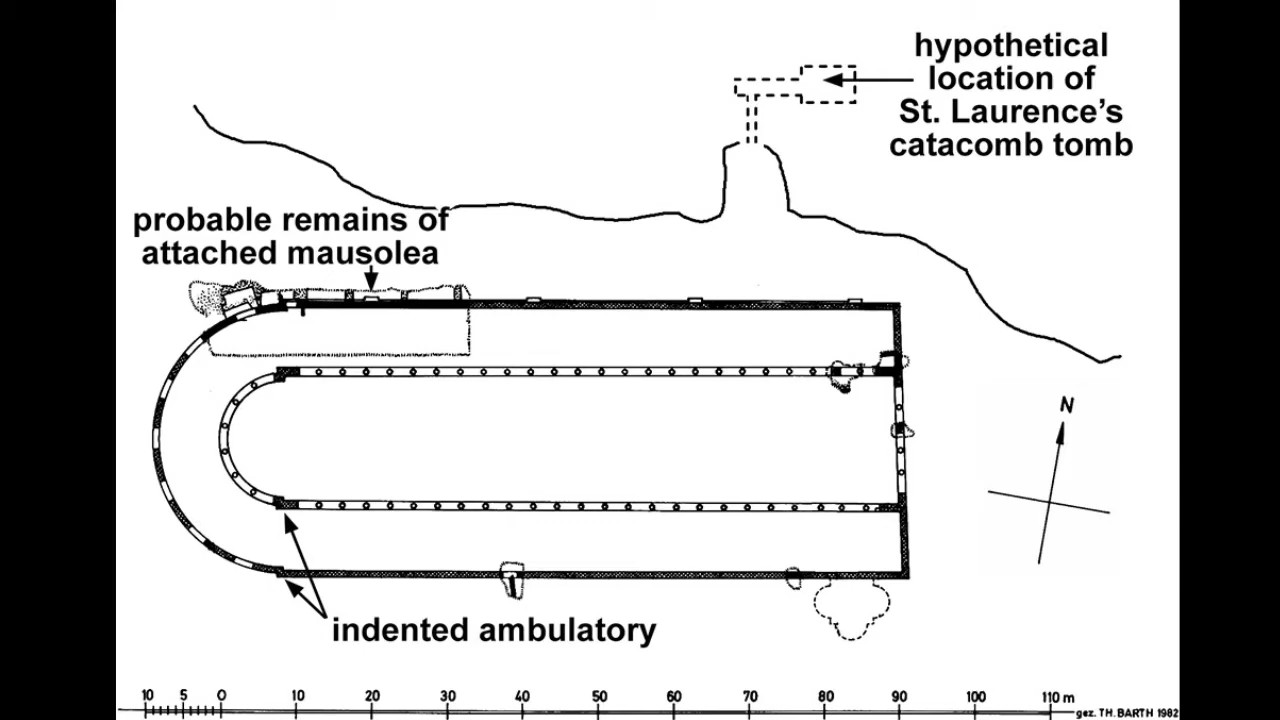 hypothetical
location of
St. Laurence’s
catacomb tomb
probable remains of
attached mausolea
N
indented ambulatory
10 5 0 10 20 30 40 50 60 70 80 90 100 110 m
gez. TH. BARTH 1982